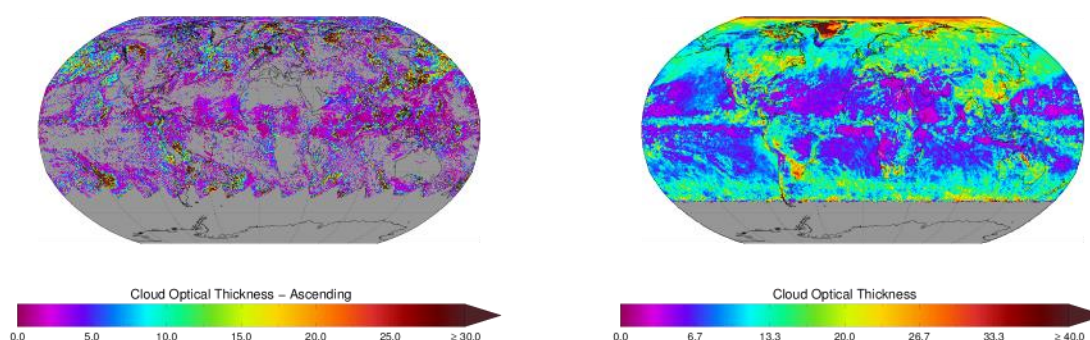 Cloud Optical Thickness – Ascending
0.0 5.0 10.0 15.0 20.0 25.0 ≥ 30.0
Cloud Optical Thickness
0.0 6.7 13.3 20.0 26.7 33.3 ≥ 40.0